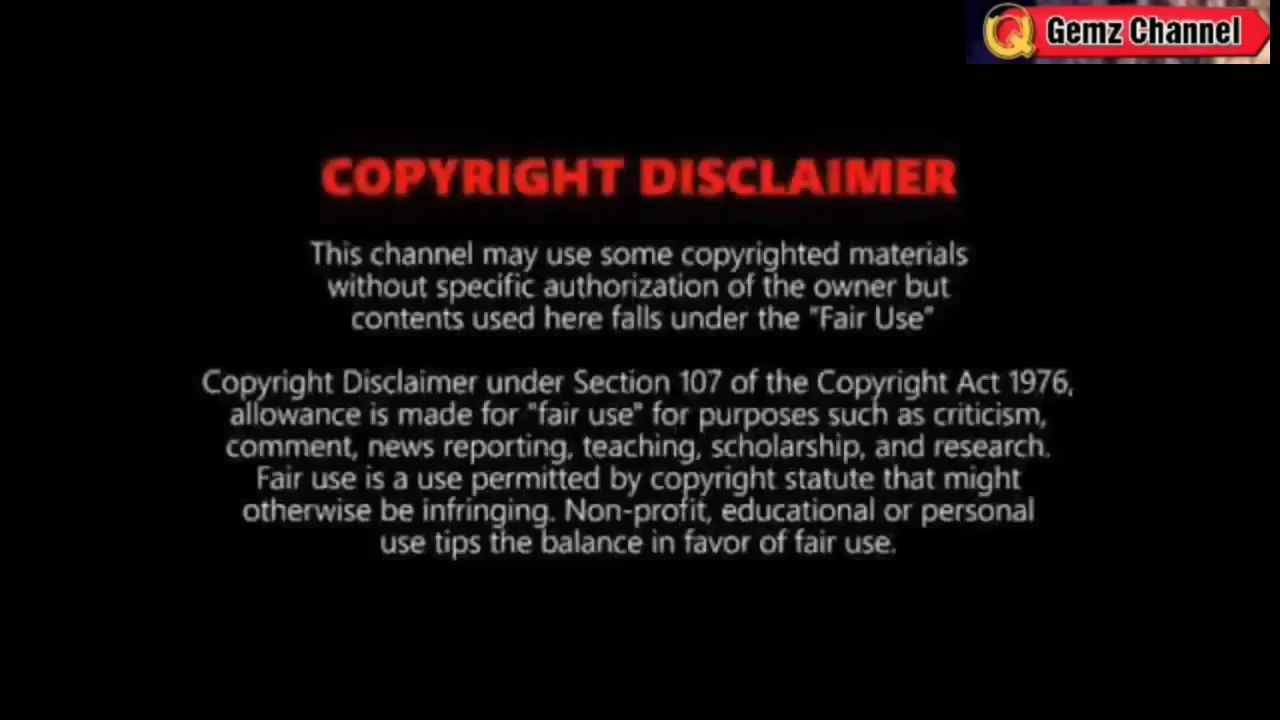 Gemz Channel
COPYRIGHT DISCLAIMER
This channel may use some copyrighted materials
without specific authorization of the owner but
contents used here falls under the "Fair Use"
Copyright Disclaimer under Section 107 of the Copyright Act 1976,
allowance is made for "fair use" for purposes such as criticism,
comment, news reporting, teaching, scholarship, and research.
Fair use is a use permitted by copyright statute that might
otherwise be infringing. Non-profit, educational or personal
use tips the balance in favor of fair use.